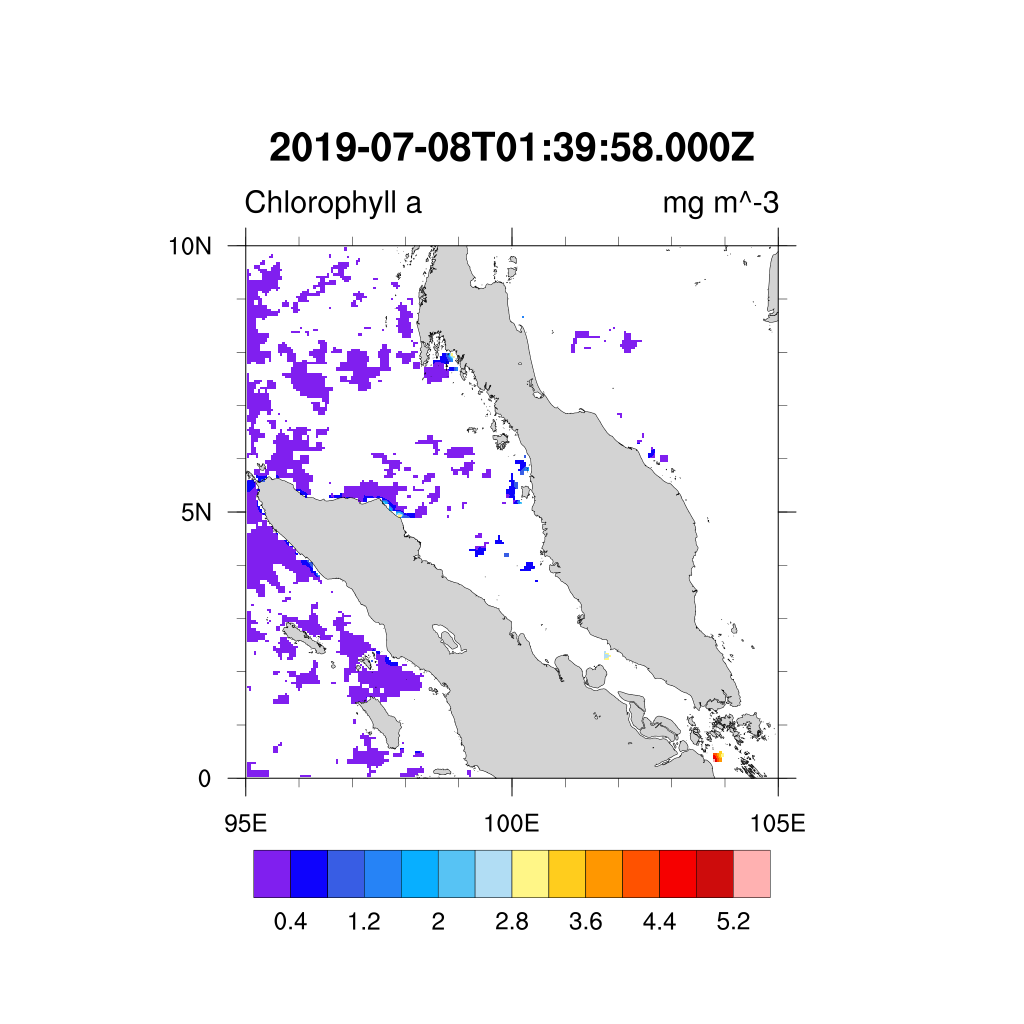 2019-07-08T01:39:58.000Z
Chlorophyll a mg m^-3
10N
5N
0
95E 100E 105E
0.4 1.2 2 2.8 3.6 4.4 5.2